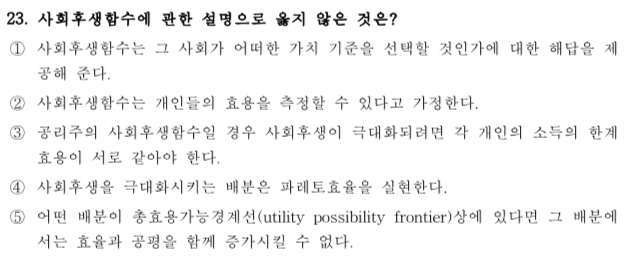 23. 사회후생함수에 관한 설명으로 옳지 않은 것은?
① 사회후생함수는 그 사회가 어떠한 가치 기준을 선택할 것인가에 대한 해답을 제
공해 준다.
② 사회후생함수는 개인들의 효용을 측정할 수 있다고 가정한다.
③ 공리주의 사회후생함수일 경우 사회후생이 극대화되려면 각 개인의 소득의 한계
효용이 서로 같아야 한다.
④ 사회후생을 극대화시키는 배분은 파레토효율을 실현한다.
⑤ 어떤 배분이 총효용가능경계선(utility possibility frontier)상에 있다면 그 배분에
서는 효율과 공평을 함께 증가시킬 수 없다.